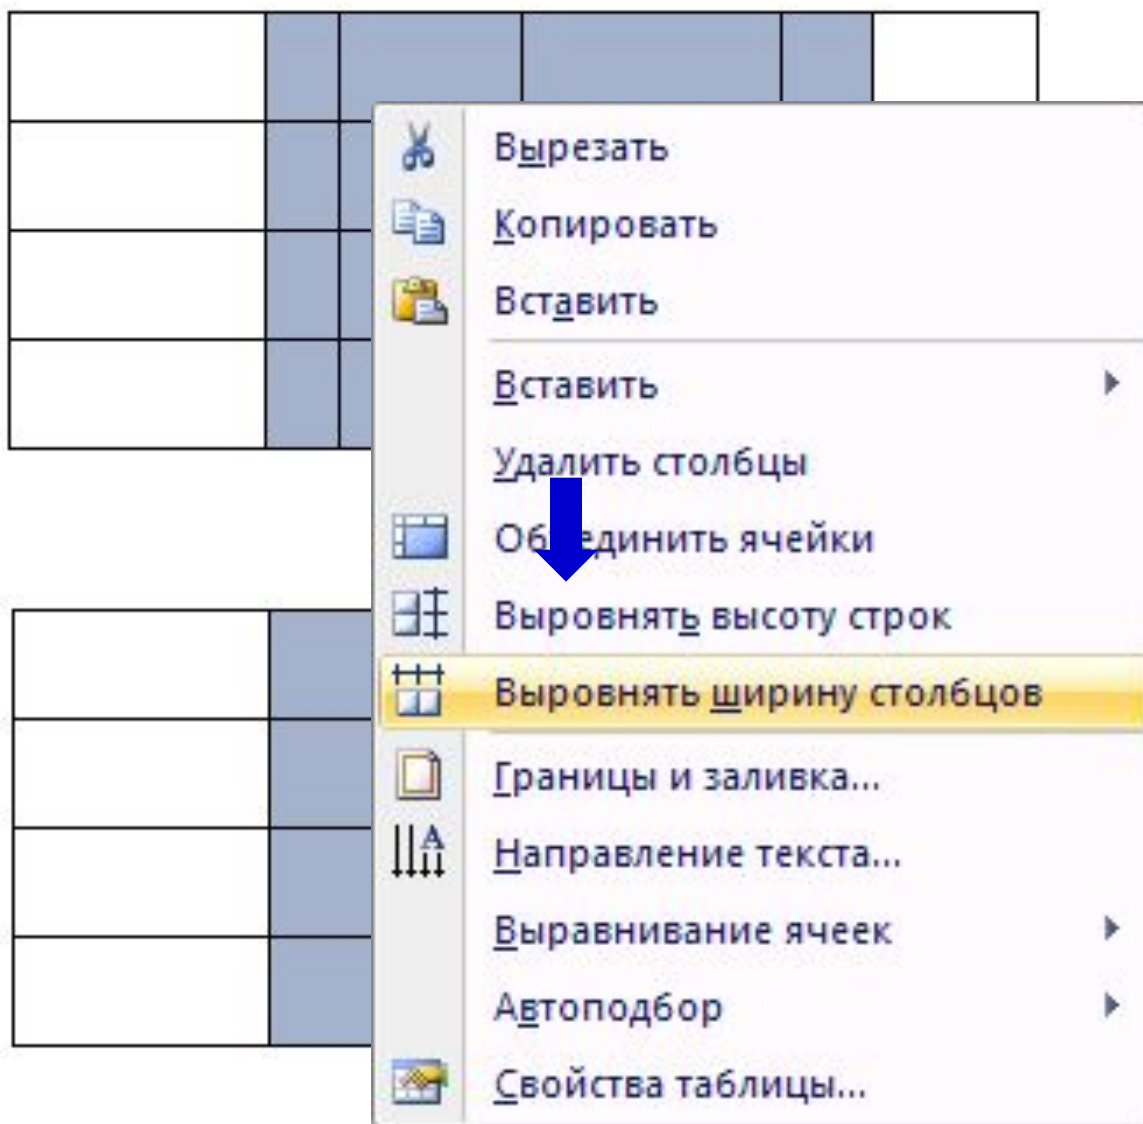 Вырезать
Копировать
Вставить
Вставить
Удалить столбцы
ячейки
Выровнять высоту строк
Выровнять ширину столбцов
Границы и заливка...
Направление текста...
Выравнивание ячеек
Автоподбор
Свойства таблицы...